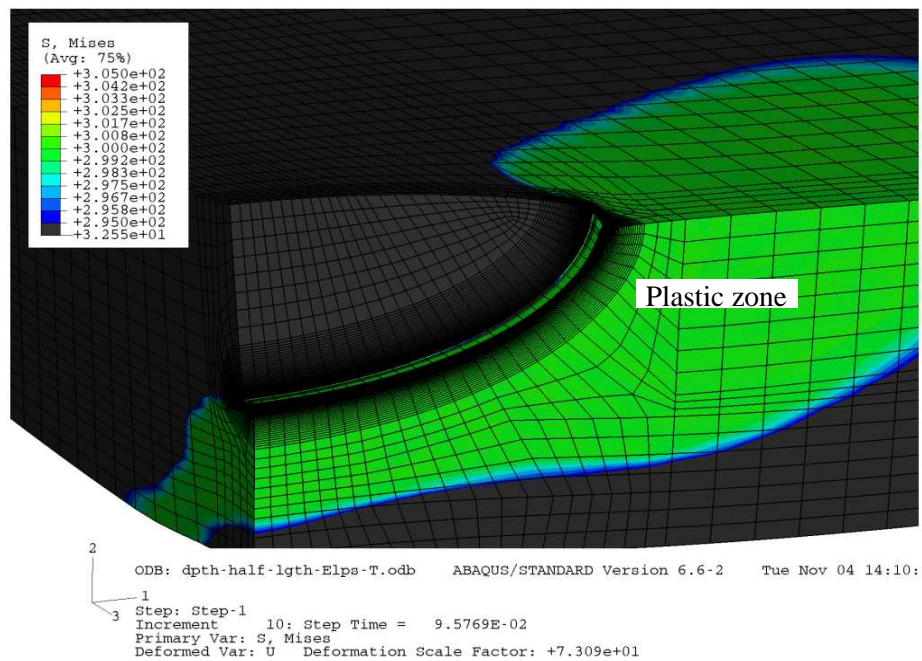 S, Mises
(Avg: 75%)
+3.050e+02
+3.042e+02
+3.033e+02
+3.025e+02
+3.017e+02
+3.008e+02
+3.000e+02
+2.992e+02
+2.983e+02
+2.975e+02
+2.967e+02
+2.958e+02
+2.950e+02
+3.255e+01
Plastic zone
2
1
3
ODB: dpth-half-lgth-Elps-T.odb ABAQUS/STANDARD Version 6.6-2 Tue Nov 04 14:10:
Step: Step-1
Increment 10: Step Time = 9.5769E-02
Primary Var: S, Mises
Deformed Var: U Deformation Scale Factor: +7.309e+01